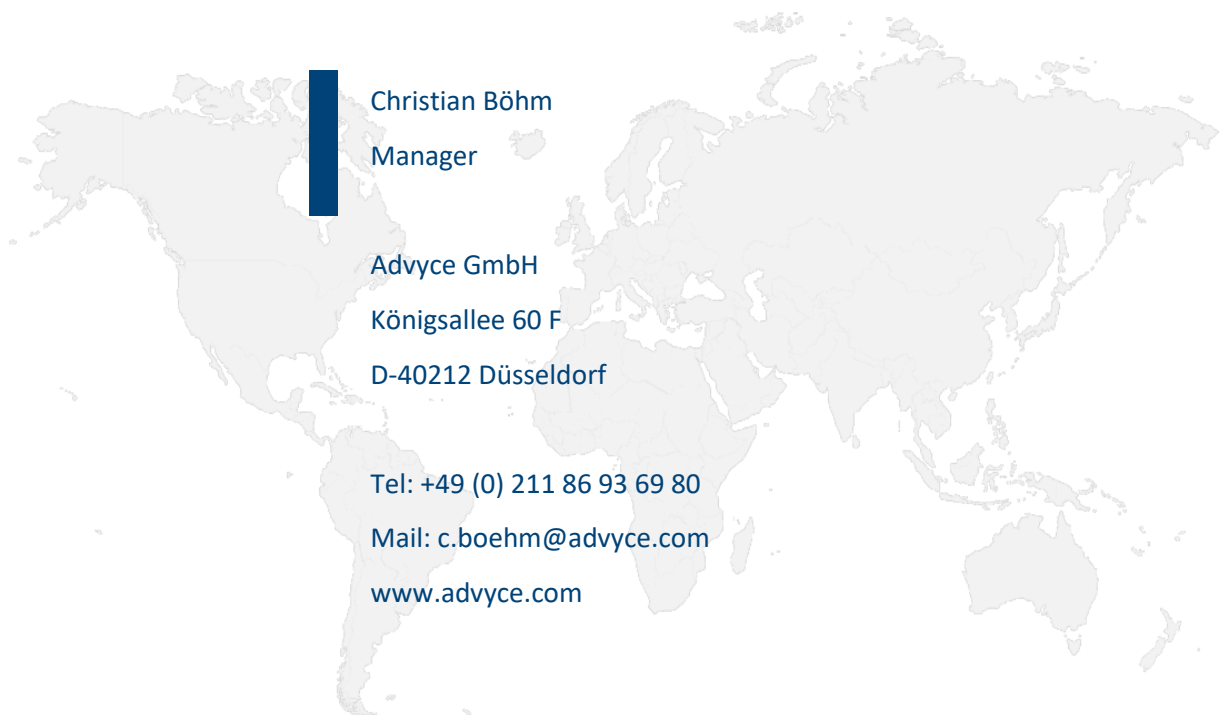 Christian Böhm
Manager
Advyce GmbH
Königsallee 60 F
D-40212 Düsseldorf
Tel: +49 (0) 211 86 93 69 80
Mail: c.boehm@advyce.com
www.advyce.com